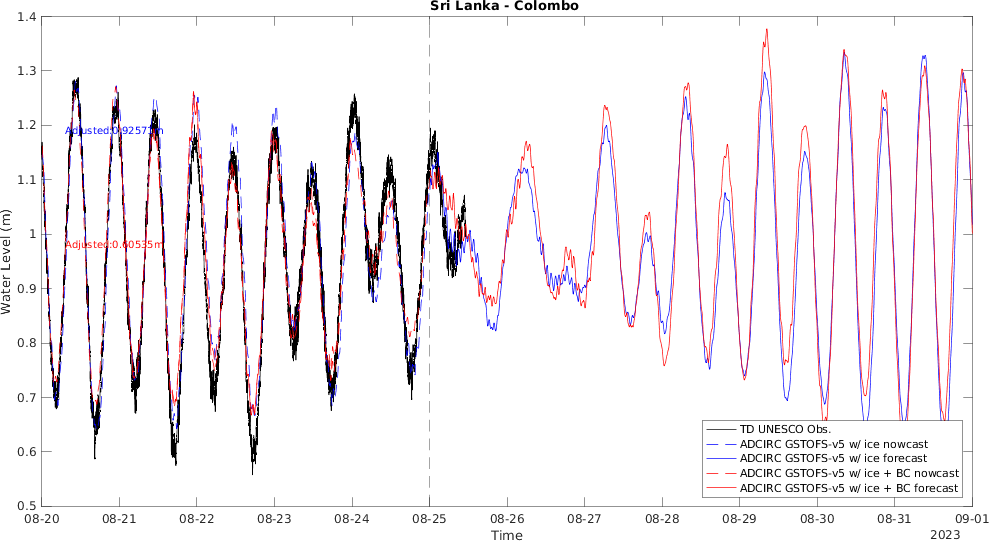 Sri Lanka - Colombo
1.4
1.3
1.2
1.1
1
0.9
0.8
0.7
0.6
0.5
Water Level (m)
Adjusted:0.60535m
TD UNESCO Obs.
ADCIRC GSTOFS-v5 w/ ice nowcast
ADCIRC GSTOFS-v5 w/ ice forecast
ADCIRC GSTOFS-v5 w/ ice + BC nowcast
ADCIRC GSTOFS-v5 w/ ice + BC forecast
08-20 08-21 08-22 08-23 08-24 08-25 08-26 08-27 08-28 08-29 08-30 08-31 09-01
Time
2023